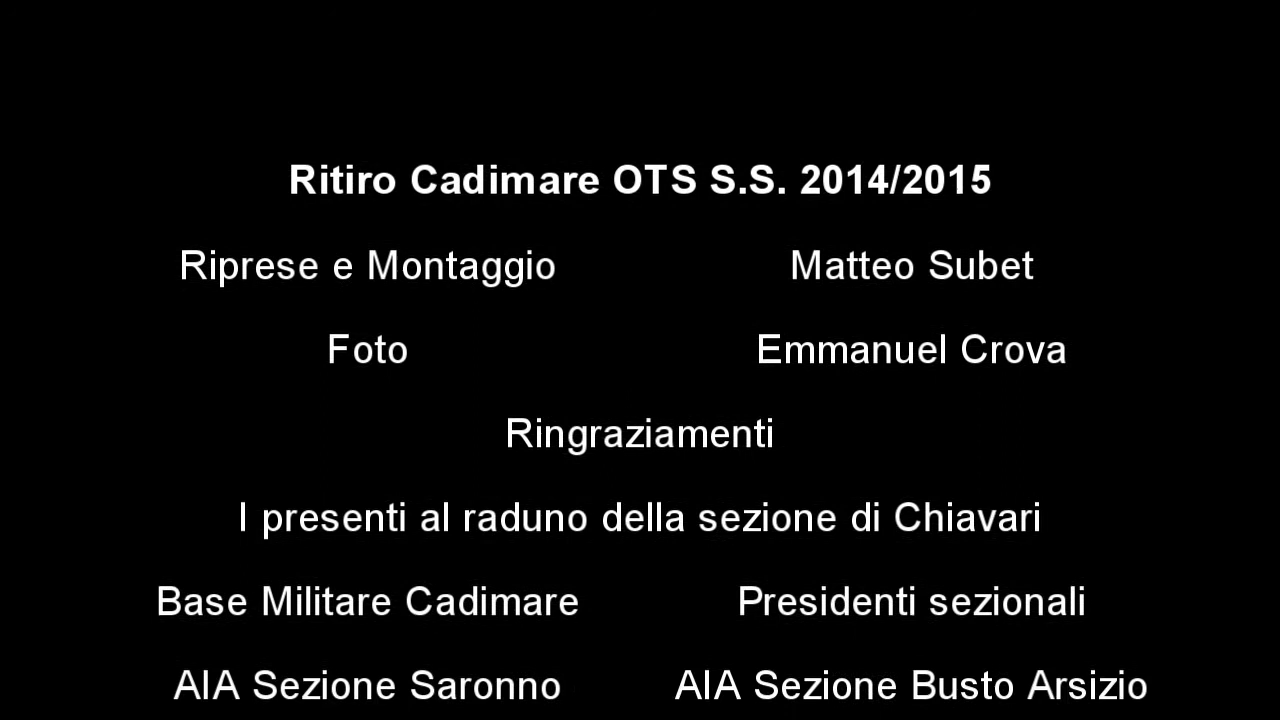 Ritiro Cadimare OTS S.S. 2014/2015
Riprese e Montaggio Matteo Subet
Foto Emmanuel Crova
Ringraziamenti
I presenti al raduno della sezione di Chiavari
Base Militare Cadimare Presidenti sezionali
AIA Sezione Saronno AIA Sezione Busto Arsizio